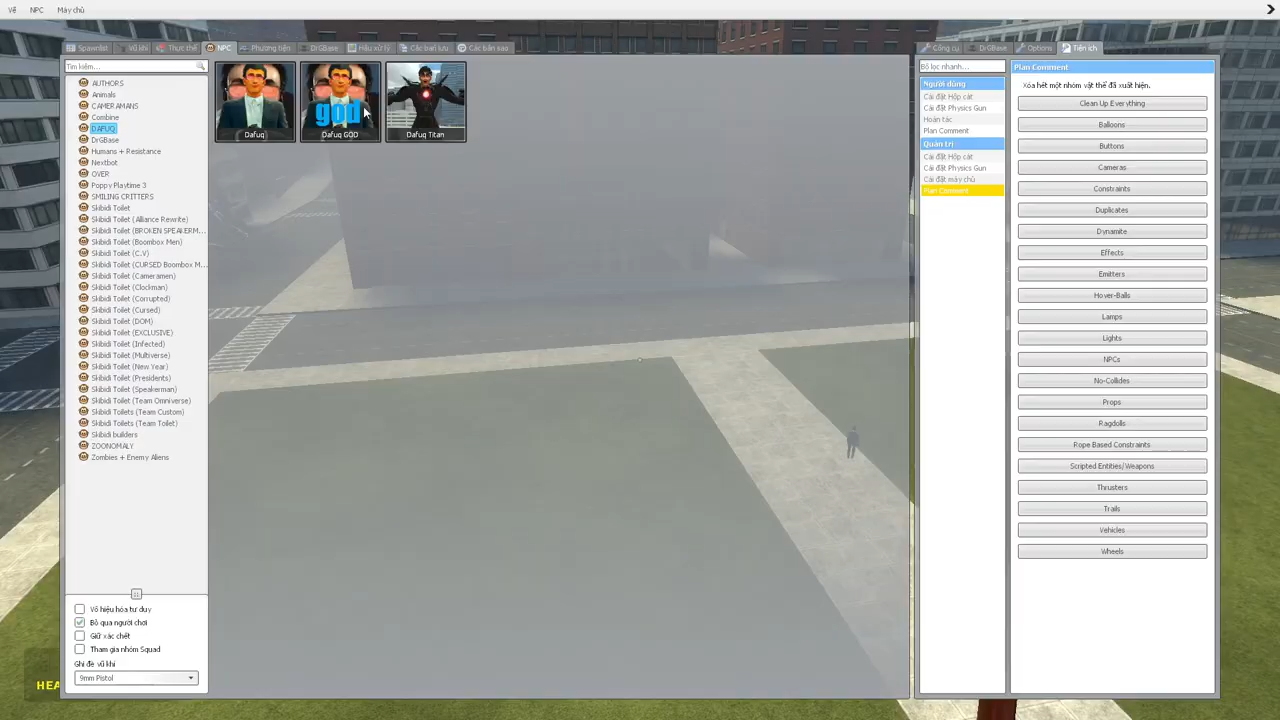 Vẽ NPC Máy chủ
Spawnlist Vũ khí Thực thể NPC Phương tiện DrGBase Hậu xử lý Các bản lưu Các bản sao
Tìm kiếm...
AUTHORS
Animals
CAMERAMANS
Combine
DAFUQ
DrGBase
Humans + Resistance
Nextbot
OVER
Poppy Playtime 3
SMILING CRITTERS
Skibidi Toilet
Skibidi Toilet (Alliance Rewrite)
Skibidi Toilet (BROKEN SPEAKERM...
Skibidi Toilet (Boombox Men)
Skibidi Toilet (C.V)
Skibidi Toilet (CURSED Boombox M...
Skibidi Toilet (Cameramen)
Skibidi Toilet (Clockman)
Skibidi Toilet (Corrupted)
Skibidi Toilet (Cursed)
Skibidi Toilet (DOM)
Skibidi Toilet (EXCLUSIVE)
Skibidi Toilet (Infected)
Skibidi Toilet (Multiverse)
Skibidi Toilet (New Year)
Skibidi Toilet (Presidents)
Skibidi Toilet (Speakerman)
Skibidi Toilet (Team Omniverse)
Skibidi Toilets (Team Custom)
Skibidi Toilets (Team Toilet)
Skibidi builders
ZOONOMALY
Zombies + Enemy Aliens
Vô hiệu hóa tư duy
Bỏ qua người chơi
Giữ xác chết
Tham gia nhóm Squad
Ghi đè vũ khí
9mm Pistol
HEA
god
Dafuq Dafuq GOD Dafuq Titan
Công cụ DrGBase Options Tiện ích
Bộ lọc nhanh...
Người dùng
Cài đặt Hộp cát
Cài đặt Physics Gun
Hoàn tác
Plan Comment
Quản trị
Cài đặt Hộp cát
Cài đặt Physics Gun
Cài đặt máy chủ
Plan Comment
Plan Comment
Xóa hết một nhóm vật thể đã xuất hiện.
Clean Up Everything
Balloons
Buttons
Cameras
Constraints
Duplicates
Dynamite
Effects
Emitters
Hover-Balls
Lamps
Lights
NPCs
No-Collides
Props
Ragdolls
Rope Based Constraints
Scripted Entities/Weapons
Thrusters
Trails
Vehicles
Wheels